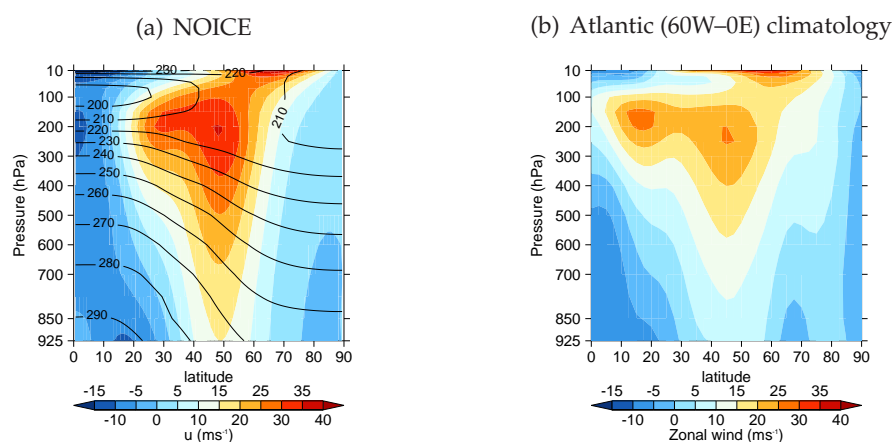 (a) NOICE
(b) Atlantic (60W–0E) climatology
10
100
200
300
400
500
600
700
850
925
Pressure (hPa)
230
220
200
210
220
230
240
250
260
270
280
290
210
0 10 20 30 40 50 60 70 80 90
latitude
-15 -5 5 15 25 35
-10 0 10 20 30 40
u (ms⁻¹)
10
100
200
300
400
500
600
700
850
925
Pressure (hPa)
0 10 20 30 40 50 60 70 80 90
latitude
-15 -5 5 15 25 35
-10 0 10 20 30 40
Zonal wind (ms⁻¹)